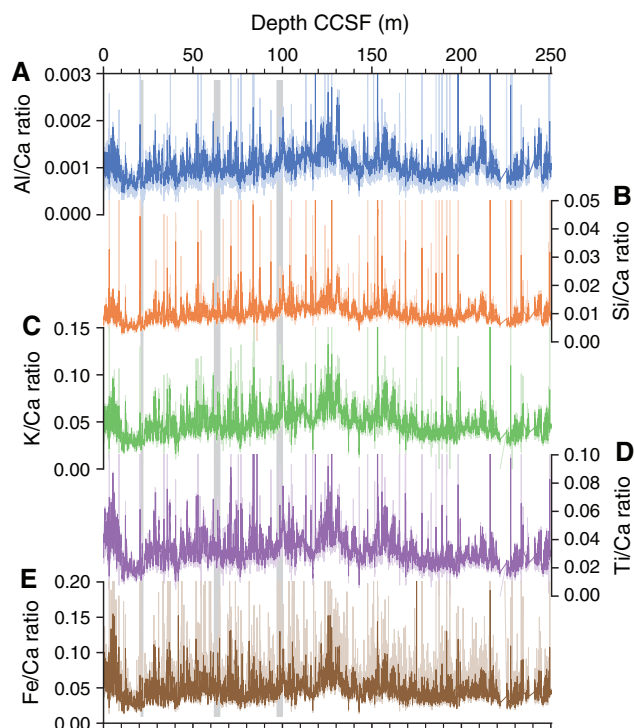 Depth CCSF (m)
0 50 100 150 200 250
A
0.003
0.002
0.001
0.000
Al/Ca ratio
B
0.05
0.04
0.03
0.02
0.01
0.00
Si/Ca ratio
C
0.15
0.10
0.05
0.00
K/Ca ratio
D
0.10
0.08
0.06
0.04
0.02
0.00
Ti/Ca ratio
E
0.20
0.15
0.10
0.05
0.00
Fe/Ca ratio